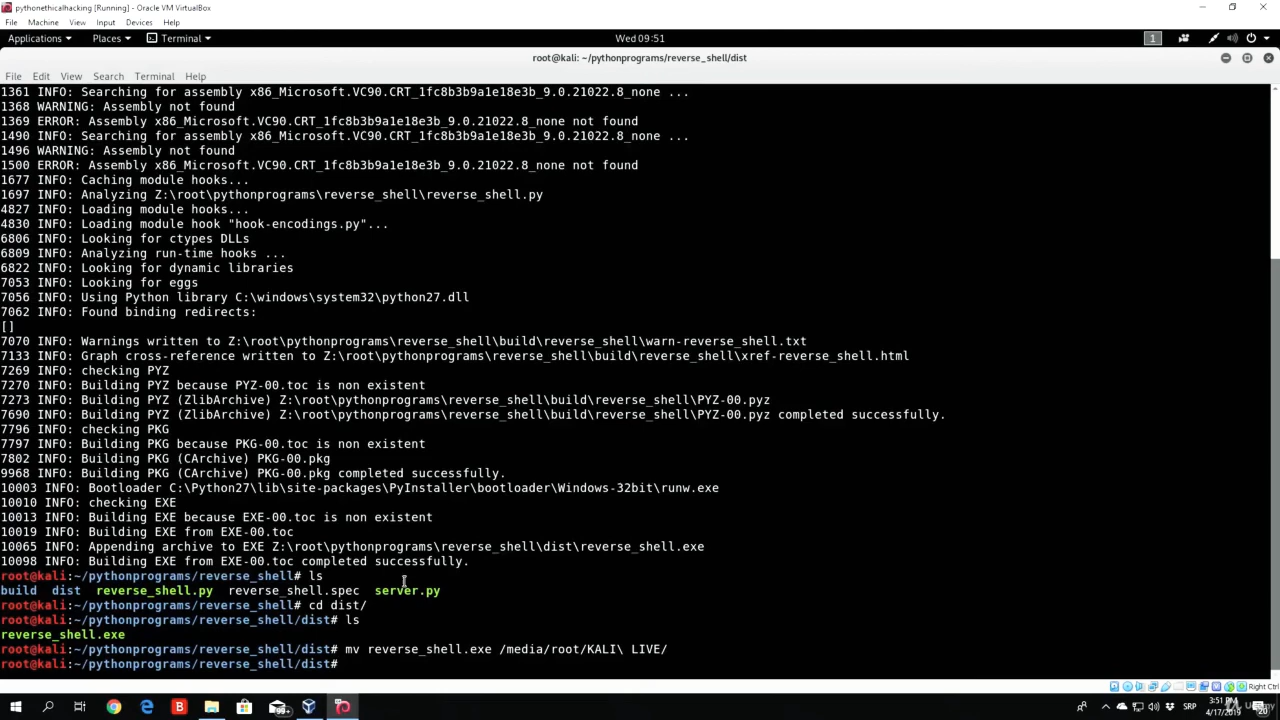 pythonethicalhacking [Running] - Oracle VM VirtualBox
File Machine View Input Devices Help
Applications Places Terminal Wed 09:51 1
root@kali: ~/pythonprograms/reverse_shell/dist
File Edit View Search Terminal Help
1361 INFO: Searching for assembly x86_Microsoft.VC90.CRT_1fc8b3b9a1e18e3b_9.0.21022.8_none ...
1368 WARNING: Assembly not found
1369 ERROR: Assembly x86_Microsoft.VC90.CRT_1fc8b3b9a1e18e3b_9.0.21022.8_none not found
1490 INFO: Searching for assembly x86_Microsoft.VC90.CRT_1fc8b3b9a1e18e3b_9.0.21022.8_none ...
1496 WARNING: Assembly not found
1500 ERROR: Assembly x86_Microsoft.VC90.CRT_1fc8b3b9a1e18e3b_9.0.21022.8_none not found
1677 INFO: Caching module hooks...
1697 INFO: Analyzing Z:\root\pythonprograms\reverse_shell\reverse_shell.py
4827 INFO: Loading module hooks...
4830 INFO: Loading module hook "hook-encodings.py"...
6806 INFO: Looking for ctypes DLLs
6809 INFO: Analyzing run-time hooks ...
6822 INFO: Looking for dynamic libraries
7053 INFO: Looking for eggs
7056 INFO: Using Python library C:\windows\system32\python27.dll
7062 INFO: Found binding redirects:
[]
7070 INFO: Warnings written to Z:\root\pythonprograms\reverse_shell\build\reverse_shell\warn-reverse_shell.txt
7133 INFO: Graph cross-reference written to Z:\root\pythonprograms\reverse_shell\build\reverse_shell\xref-reverse_shell.html
7269 INFO: checking PYZ
7270 INFO: Building PYZ because PYZ-00.toc is non existent
7273 INFO: Building PYZ (ZlibArchive) Z:\root\pythonprograms\reverse_shell\build\reverse_shell\PYZ-00.pyz
7690 INFO: Building PYZ (ZlibArchive) Z:\root\pythonprograms\reverse_shell\build\reverse_shell\PYZ-00.pyz completed successfully.
7796 INFO: checking PKG
7797 INFO: Building PKG because PKG-00.toc is non existent
7802 INFO: Building PKG (CArchive) PKG-00.pkg
9968 INFO: Building PKG (CArchive) PKG-00.pkg completed successfully.
10003 INFO: Bootloader C:\Python27\lib\site-packages\PyInstaller\bootloader\Windows-32bit\runw.exe
10010 INFO: checking EXE
10013 INFO: Building EXE because EXE-00.toc is non existent
10019 INFO: Building EXE from EXE-00.toc
10065 INFO: Appending archive to EXE Z:\root\pythonprograms\reverse_shell\dist\reverse_shell.exe
10098 INFO: Building EXE from EXE-00.toc completed successfully.
root@kali:~/pythonprograms/reverse_shell# ls
build dist reverse_shell.py reverse_shell.spec server.py
root@kali:~/pythonprograms/reverse_shell# cd dist/
root@kali:~/pythonprograms/reverse_shell/dist# ls
reverse_shell.exe
root@kali:~/pythonprograms/reverse_shell/dist# mv reverse_shell.exe /media/root/KALI\ LIVE/
root@kali:~/pythonprograms/reverse_shell/dist#
Right Ctrl
B 99+ SRP 3:51 PM
4/17/2019 20